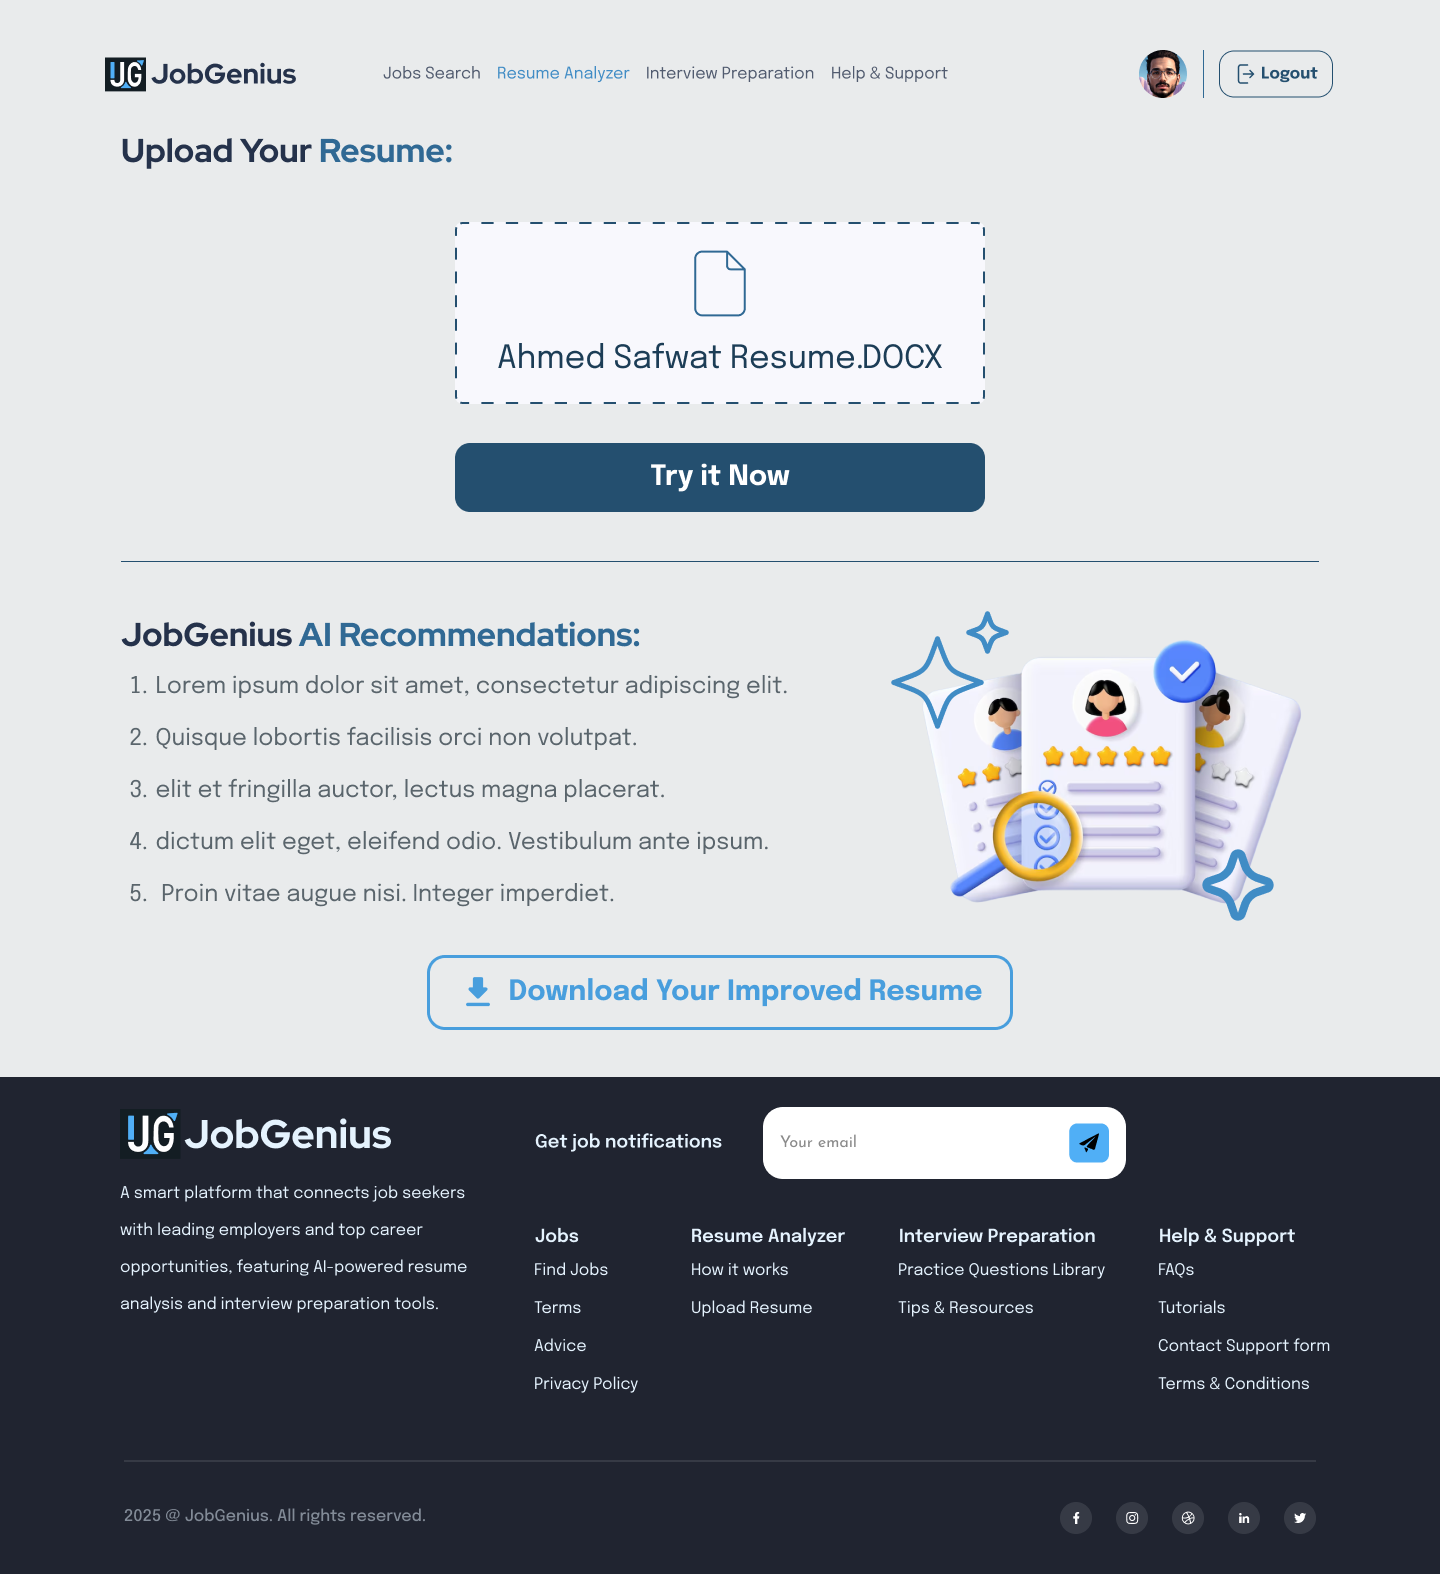 JG JobGenius
Jobs Search Resume Analyzer Interview Preparation Help & Support
Logout
Upload Your Resume:
Ahmed Safwat Resume.DOCX
Try it Now
JobGenius AI Recommendations:
1. Lorem ipsum dolor sit amet, consectetur adipiscing elit.
2. Quisque lobortis facilisis orci non volutpat.
3. elit et fringilla auctor, lectus magna placerat.
4. dictum elit eget, eleifend odio. Vestibulum ante ipsum.
5. Proin vitae augue nisi. Integer imperdiet.
Download Your Improved Resume
JG JobGenius
A smart platform that connects job seekers
with leading employers and top career
opportunities, featuring AI-powered resume
analysis and interview preparation tools.
Get job notifications
Your email
Jobs
Find Jobs
Terms
Advice
Privacy Policy
Resume Analyzer
How it works
Upload Resume
Interview Preparation
Practice Questions Library
Tips & Resources
Help & Support
FAQs
Tutorials
Contact Support form
Terms & Conditions
2025 @ JobGenius. All rights reserved.